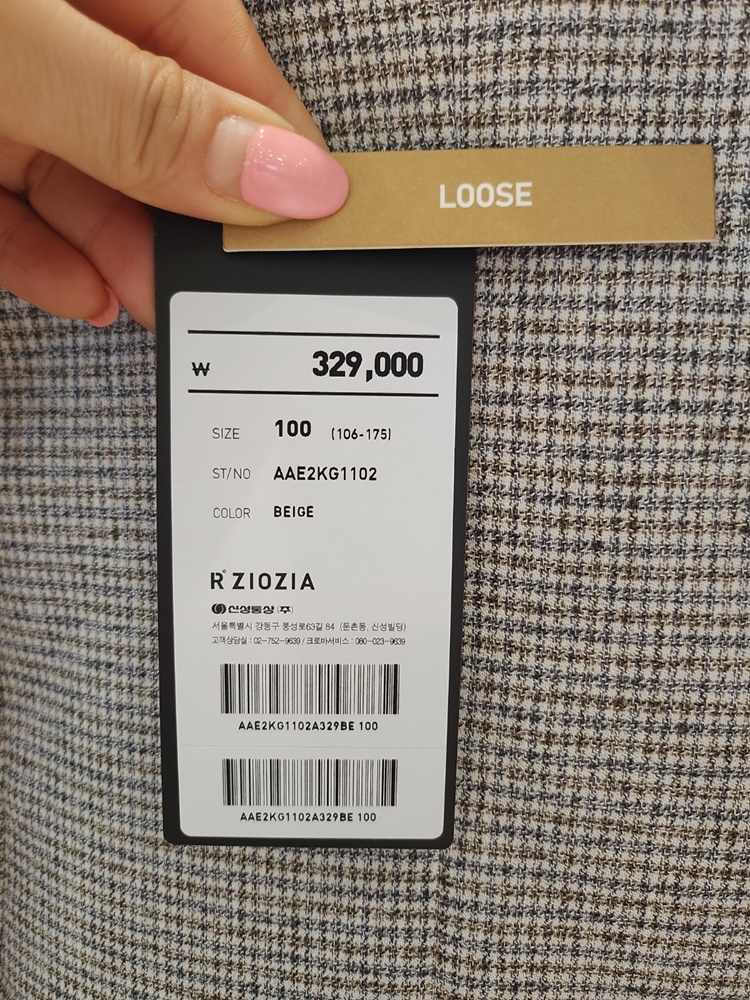 LOOSE
₩ 329,000
SIZE 100 (106-175)
ST/NO AAE2KG1102
COLOR BEIGE
R° ZIOZIA
신성통상 (주)
서울특별시 강동구 풍성로63길 84 (둔촌동, 신성빌딩)
고객상담실 : 02-752-9639 / 크로바서비스 : 080-023-9639
AAE2KG1102A329BE 100
AAE2KG1102A329BE 100